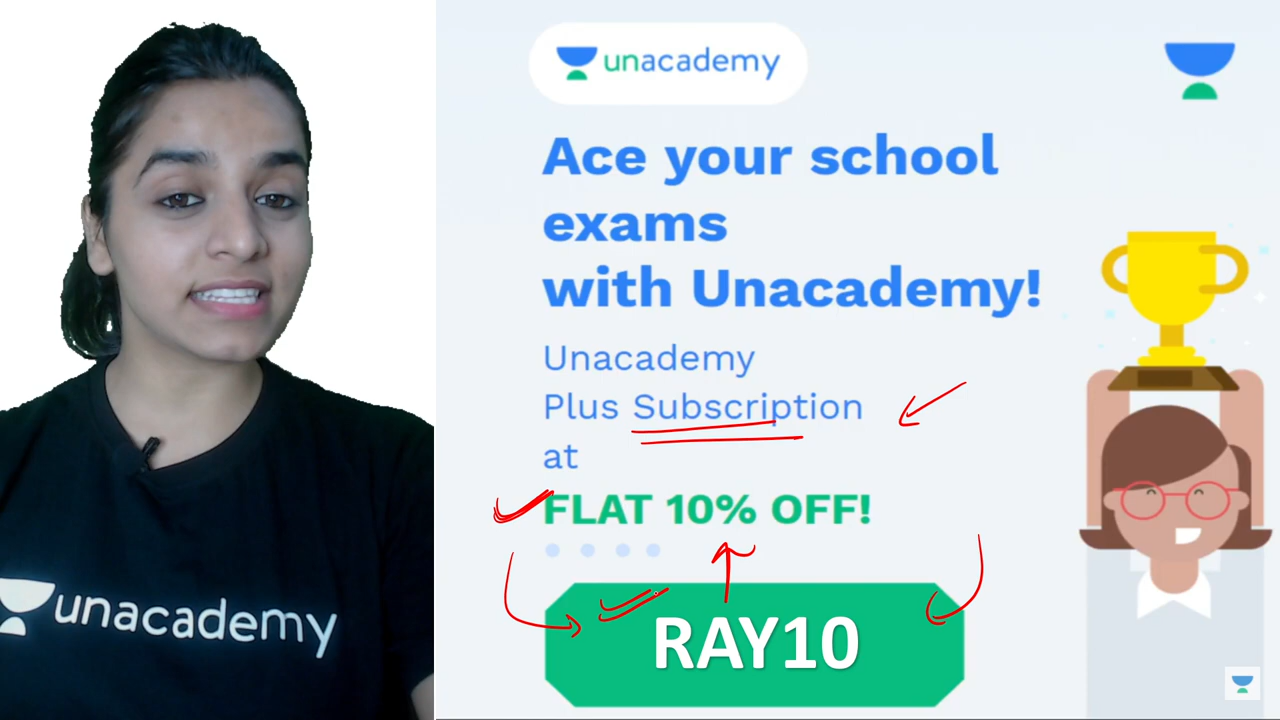 unacademy
Ace your school
exams
with Unacademy!
Unacademy
Plus Subscription
at
FLAT 10% OFF!
RAY10
unacademy